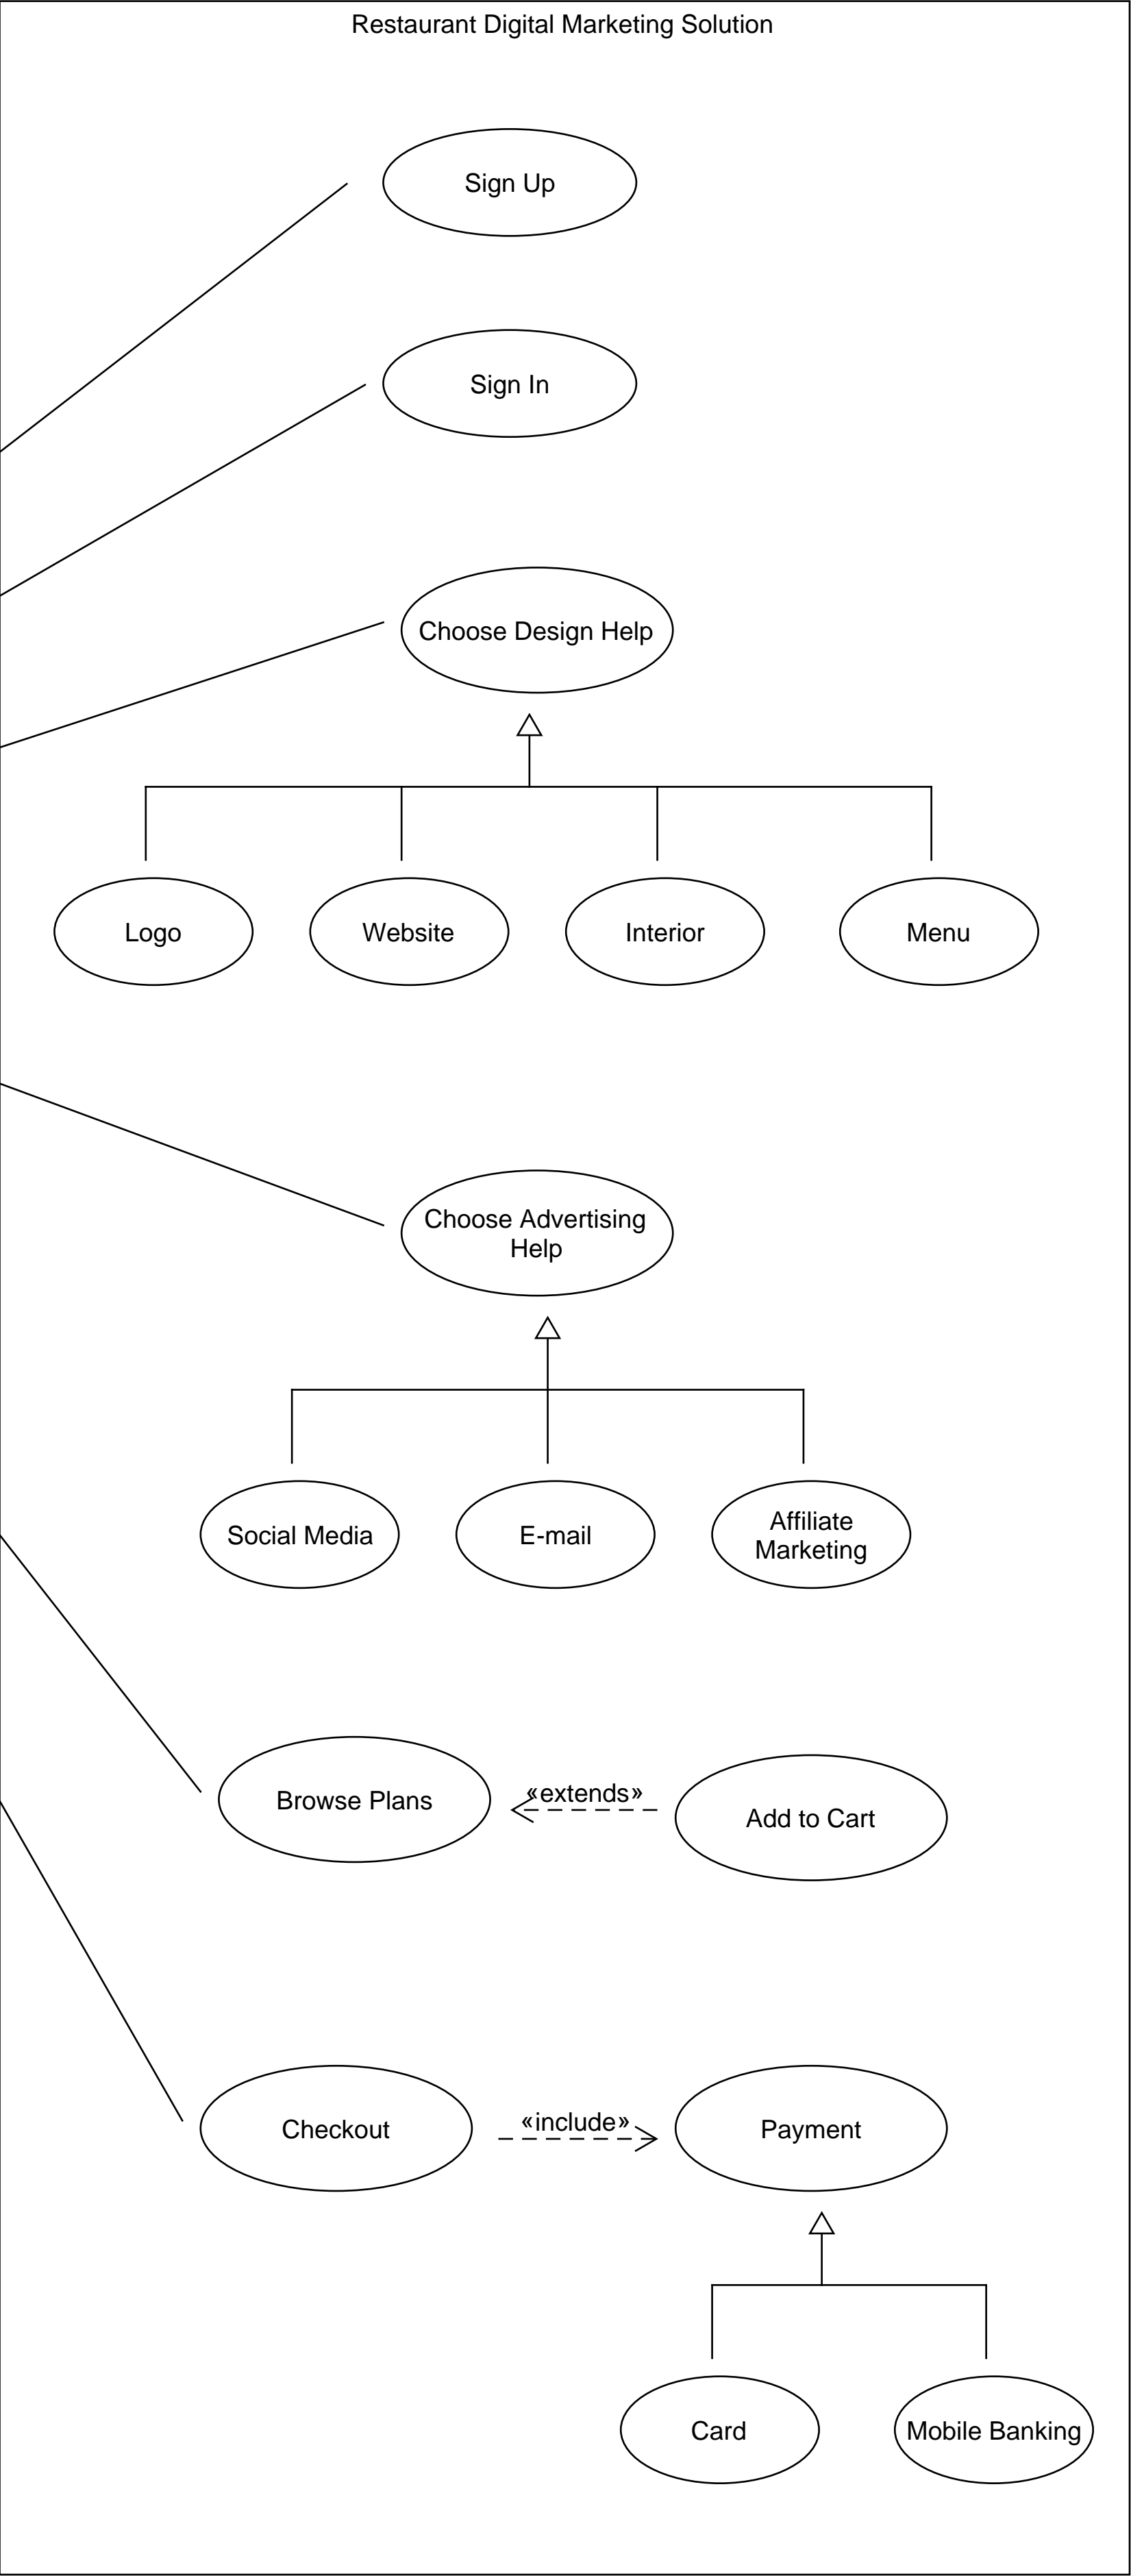 Restaurant Digital Marketing Solution
Sign Up
Sign In
Choose Design Help
Logo
Website
Interior
Menu
Choose Advertising
Help
Social Media
E-mail
Affiliate
Marketing
Browse Plans
«extends»
Add to Cart
Checkout
«include»
Payment
Card
Mobile Banking